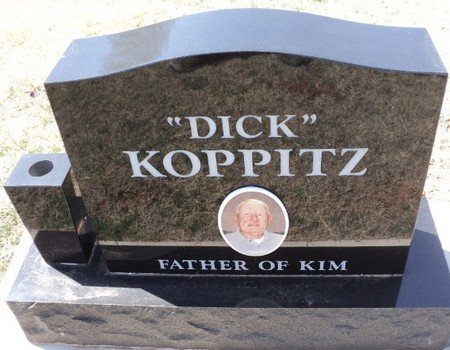 "DICK"
KOPPITZ
FATHER OF KIM